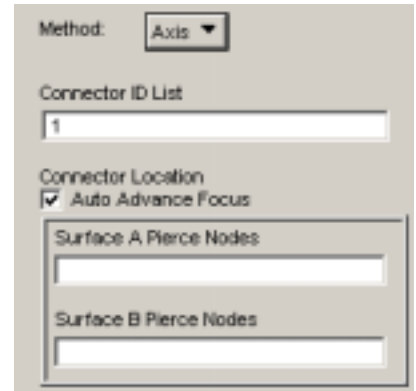 Method: Axis
Connector ID List
1
Connector Location
Auto Advance Focus
Surface A Pierce Nodes
Surface B Pierce Nodes